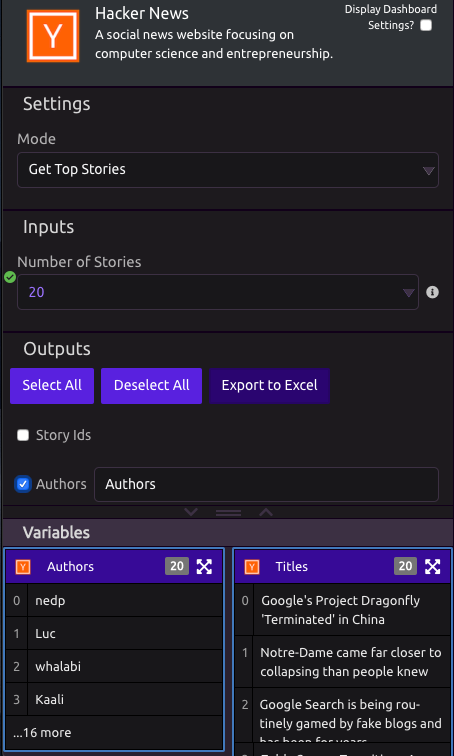 Y
Hacker News
A social news website focusing on
computer science and entrepreneurship.
Display Dashboard
Settings?
Settings
Mode
Get Top Stories
Inputs
Number of Stories
20
i
Outputs
Select All
Deselect All
Export to Excel
Story Ids
Authors
Authors
Variables
Y
Authors
20
0 nedp
1 Luc
2 whalabi
3 Kaali
...16 more
Y
Titles
20
0 Google's Project Dragonfly
'Terminated' in China
1 Notre-Dame came far closer to
collapsing than people knew
2 Google Search is being rou-
tinely gamed by fake blogs and
has been for years